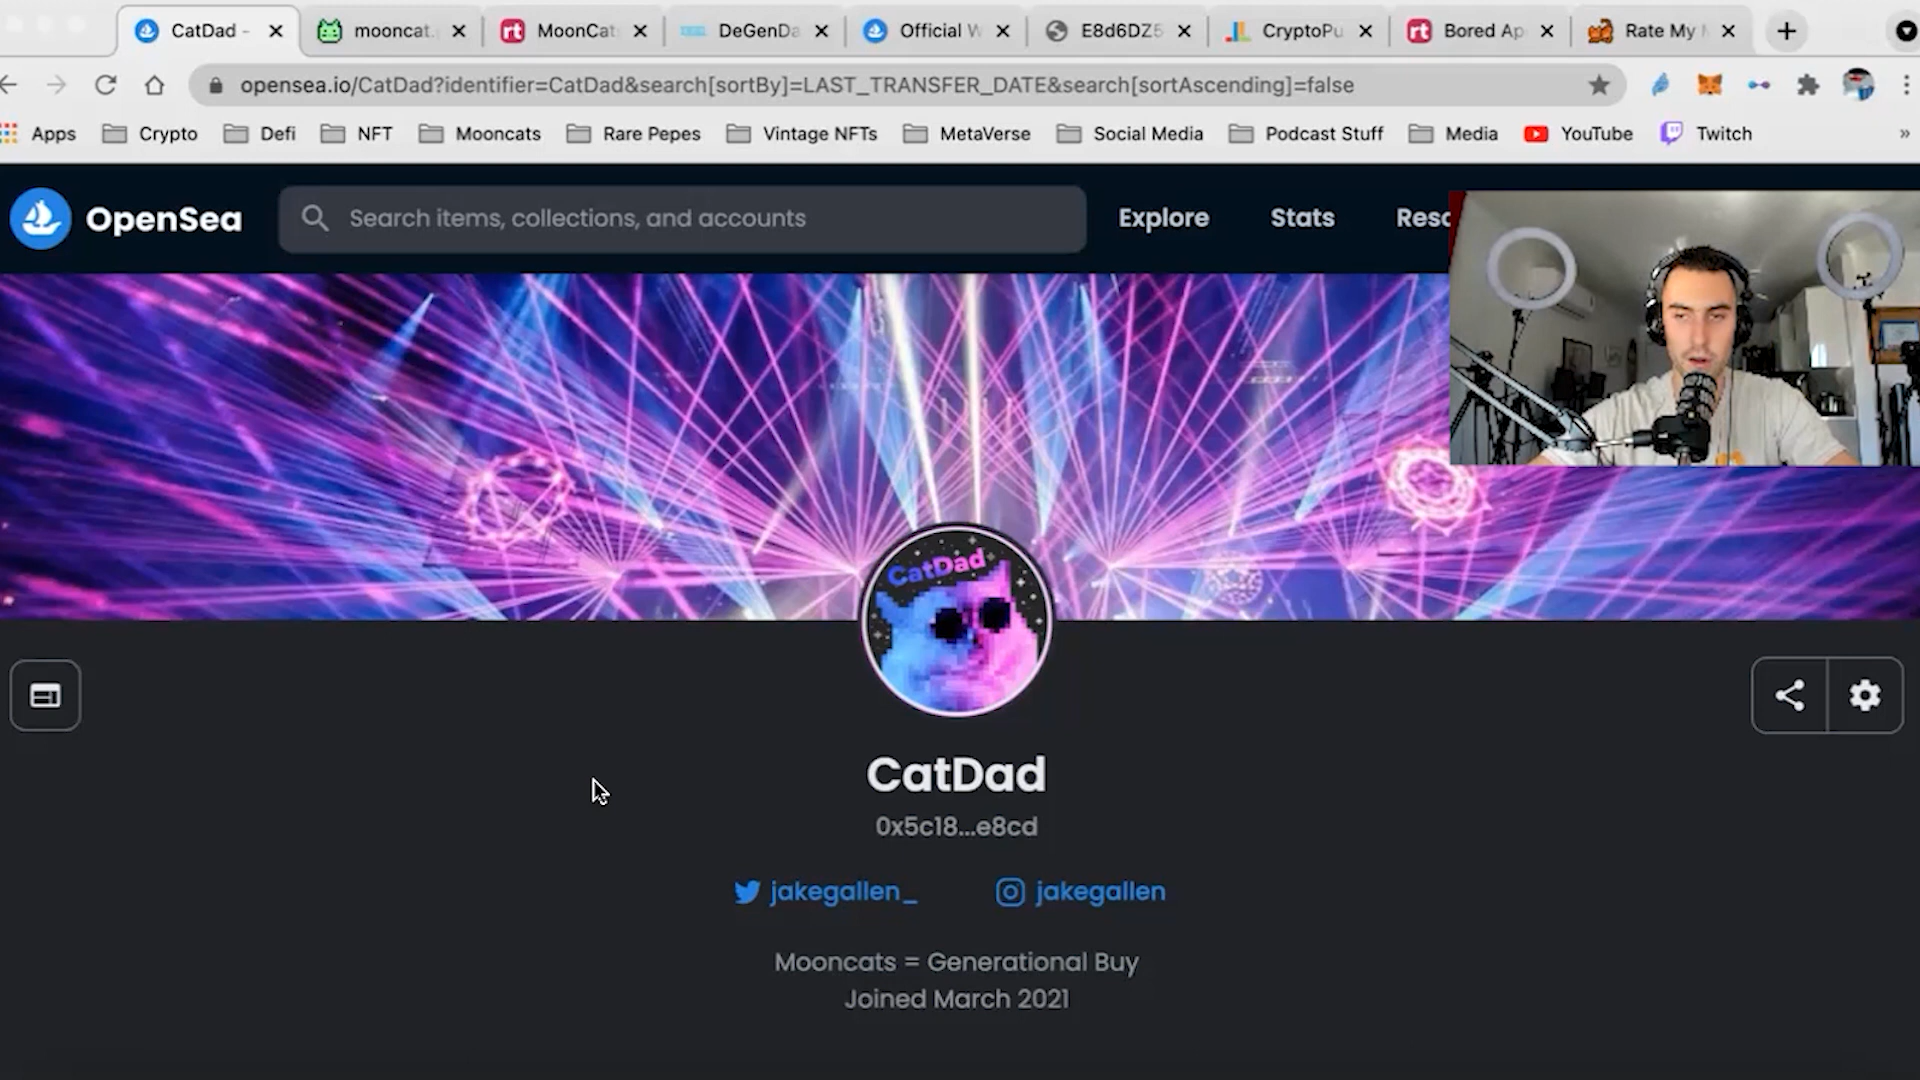 CatDad -
mooncat.
MoonCat
DeGenDa
Official W
E8d6DZ5
CryptoPu
Bored Ap
Rate My
opensea.io/CatDad?identifier=CatDad&search[sortBy]=LAST_TRANSFER_DATE&search[sortAscending]=false
Apps
Crypto
Defi
NFT
Mooncats
Rare Pepes
Vintage NFTs
MetaVerse
Social Media
Podcast Stuff
Media
YouTube
Twitch
OpenSea
Search items, collections, and accounts
Explore
Stats
Reso
CatDad
CatDad
0x5c18...e8cd
jakegallen_
jakegallen
Mooncats = Generational Buy
Joined March 2021